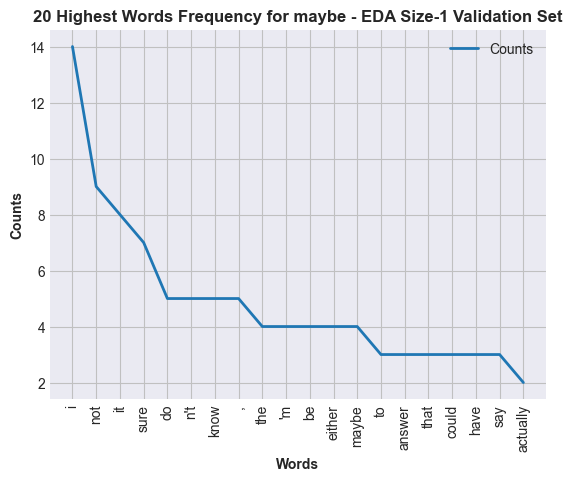 20 Highest Words Frequency for maybe - EDA Size-1 Validation Set
Counts
14
12
10
8
6
4
2
Counts
i
not
it
sure
do
n't
know
,
the
'm
be
either
maybe
to
answer
that
could
have
say
actually
Words